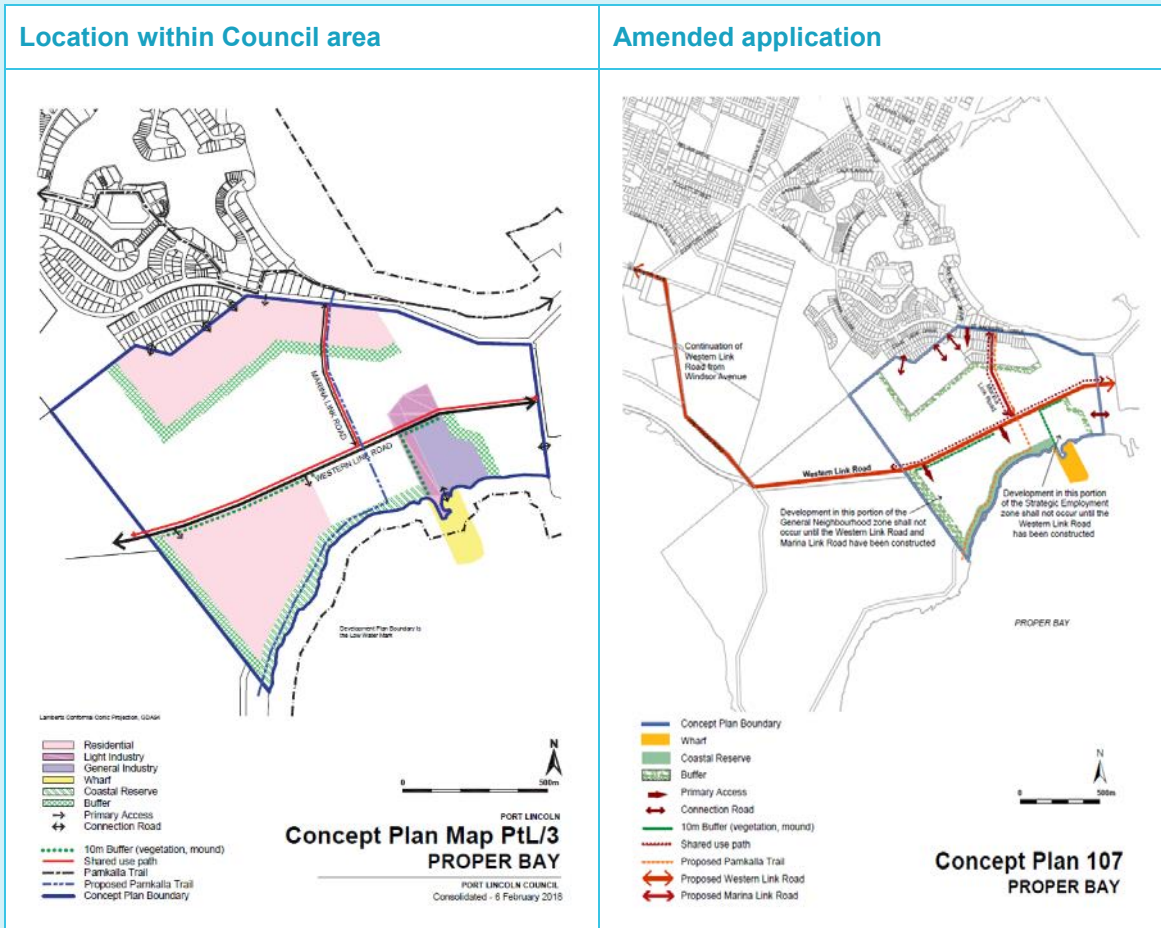 Location within Council area
Amended application
MARINA LINK ROAD
WESTERN LINK ROAD
Development Plan Boundary is
the Low Water Mark
Lamberts Conformal Conic Projection, GDA94
Residential
Light Industry
General Industry
Wharf
Coastal Reserve
Buffer
Primary Access
Connection Road
10m Buffer (vegetation, mound)
Shared use path
Parnkalla Trail
Proposed Parnkalla Trail
Concept Plan Boundary
N
0 500m
PORT LINCOLN
Concept Plan Map PtL/3
PROPER BAY
PORT LINCOLN COUNCIL
Consolidated - 6 February 2018
Continuation of
Western Link
Road from
Windsor Avenue
Marina
Link Road
Western Link Road
Development in this portion of the
General Neighbourhood zone shall not
occur until the Western Link Road and
Marina Link Road have been constructed
Development in this portion
of the Strategic Employment
zone shall not occur until the
Western Link Road
has been constructed
PROPER BAY
Concept Plan Boundary
Wharf
Coastal Reserve
Buffer
Primary Access
Connection Road
10m Buffer (vegetation, mound)
Shared use path
Proposed Parnkalla Trail
Proposed Western Link Road
Proposed Marina Link Road
N
0 500m
Concept Plan 107
PROPER BAY